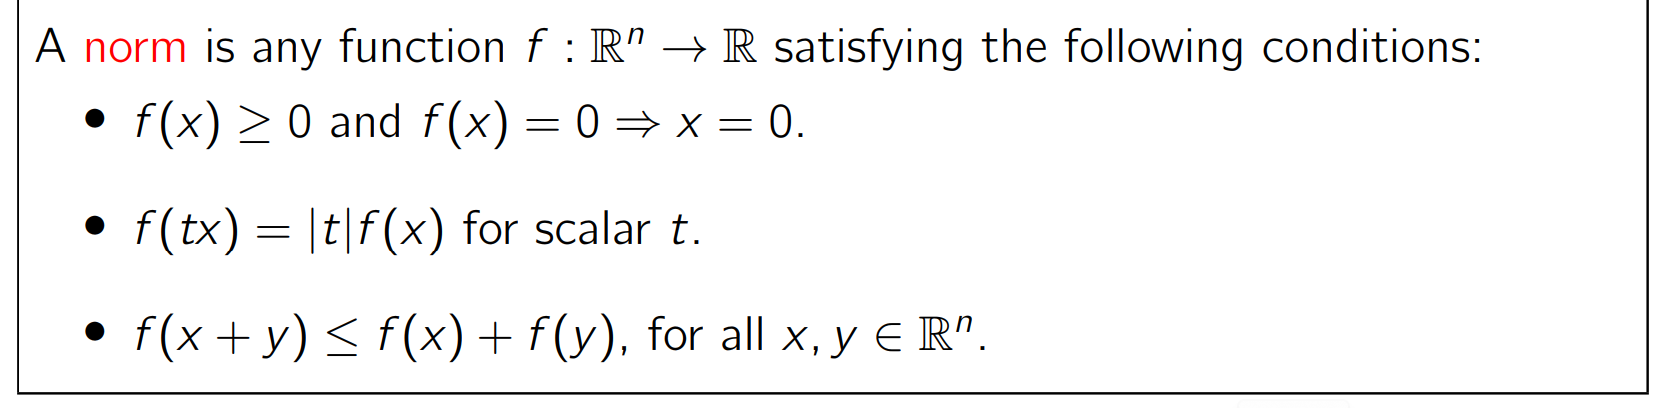 A norm is any function f : ℝⁿ → ℝ satisfying the following conditions:
• f(x) ≥ 0 and f(x) = 0 ⇒ x = 0.
• f(tx) = |t|f(x) for scalar t.
• f(x + y) ≤ f(x) + f(y), for all x, y ∈ ℝⁿ.